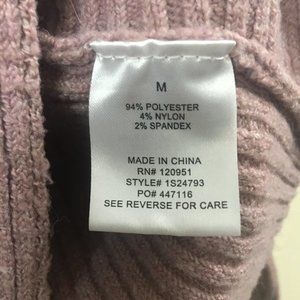 M
94% POLYESTER
4% NYLON
2% SPANDEX
MADE IN CHINA
RN# 120951
STYLE# 1S24793
PO# 447116
SEE REVERSE FOR CARE